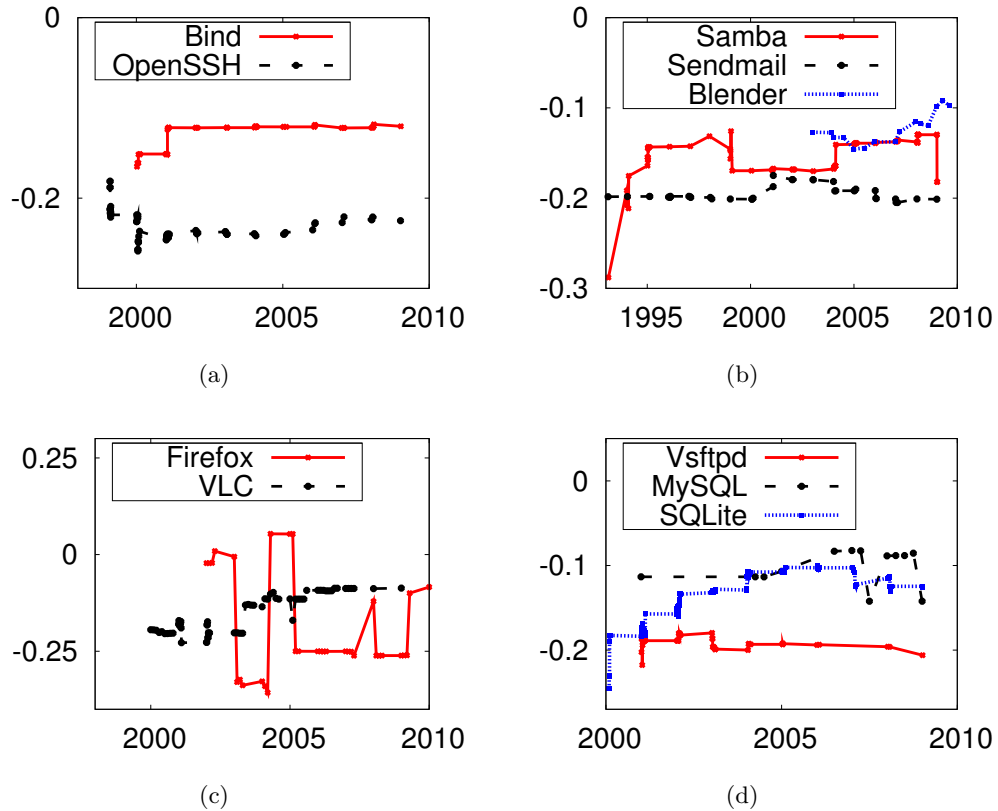 0
-0.2
Bind
OpenSSH
2000
2005
2010
(a)
0
-0.1
-0.2
-0.3
Samba
Sendmail
Blender
1995
2000
2005
2010
(b)
0.25
0
-0.25
Firefox
VLC
2000
2005
2010
(c)
0
-0.1
-0.2
Vsftpd
MySQL
SQLite
2000
2005
2010
(d)